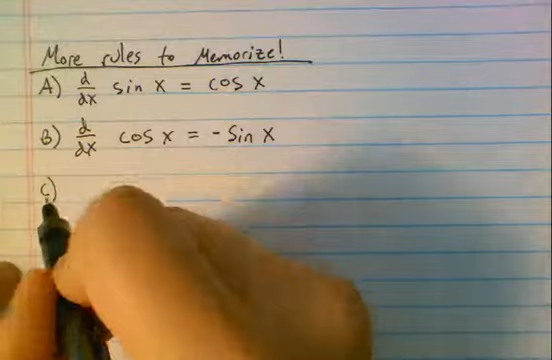 More rules to Memorize!
A) d/dx sin x = cos x
B) d/dx cos x = - Sin x
C)